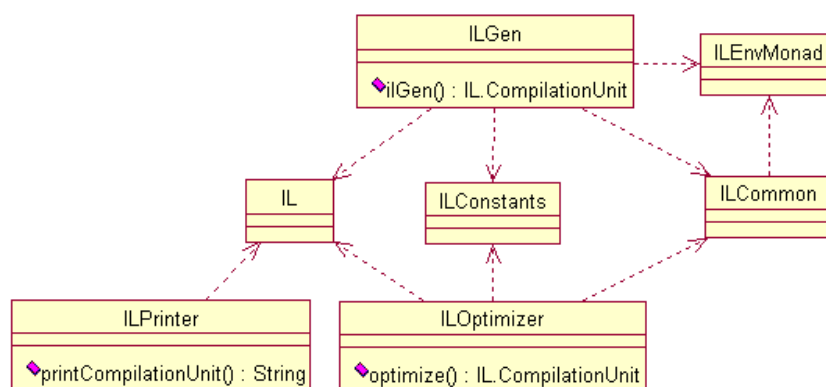 ILGen
ilGen() : IL.CompilationUnit
ILEnvMonad
IL
ILConstants
ILCommon
ILPrinter
printCompilationUnit() : String
ILOptimizer
optimize() : IL.CompilationUnit